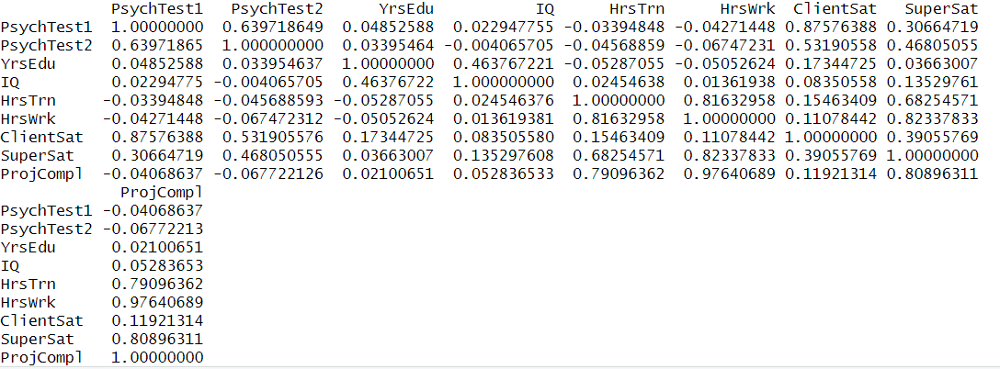 PsychTest1 PsychTest2 YrsEdu IQ HrsTrn HrsWrk ClientSat SuperSat
PsychTest1 1.00000000 0.639718649 0.04852588 0.022947755 -0.03394848 -0.04271448 0.87576388 0.30664719
PsychTest2 0.63971865 1.000000000 0.03395464 -0.004065705 -0.04568859 -0.06747231 0.53190558 0.46805055
YrsEdu 0.04852588 0.033954637 1.00000000 0.463767221 -0.05287055 -0.05052624 0.17344725 0.03663007
IQ 0.02294775 -0.004065705 0.46376722 1.000000000 0.02454638 0.01361938 0.08350558 0.13529761
HrsTrn -0.03394848 -0.045688593 -0.05287055 0.024546376 1.00000000 0.81632958 0.15463409 0.68254571
HrsWrk -0.04271448 -0.067472312 -0.05052624 0.013619381 0.81632958 1.00000000 0.11078442 0.82337833
ClientSat 0.87576388 0.531905576 0.17344725 0.083505580 0.15463409 0.11078442 1.00000000 0.39055769
SuperSat 0.30664719 0.468050555 0.03663007 0.135297608 0.68254571 0.82337833 0.39055769 1.00000000
ProjCompl -0.04068637 -0.067722126 0.02100651 0.052836533 0.79096362 0.97640689 0.11921314 0.80896311
ProjCompl
PsychTest1 -0.04068637
PsychTest2 -0.06772213
YrsEdu 0.02100651
IQ 0.05283653
HrsTrn 0.79096362
HrsWrk 0.97640689
ClientSat 0.11921314
SuperSat 0.80896311
ProjCompl 1.00000000